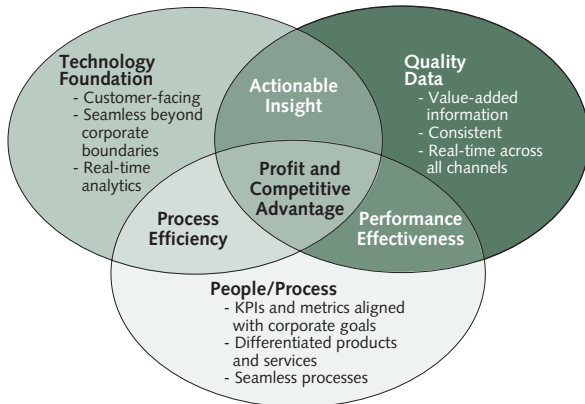 Technology
Foundation
- Customer-facing
- Seamless beyond
corporate
boundaries
- Real-time
analytics
Actionable
Insight
Quality
Data
- Value-added
information
- Consistent
- Real-time across
all channels
Profit and
Competitive
Advantage
Process
Efficiency
Performance
Effectiveness
People/Process
- KPIs and metrics aligned
with corporate goals
- Differentiated products
and services
- Seamless processes